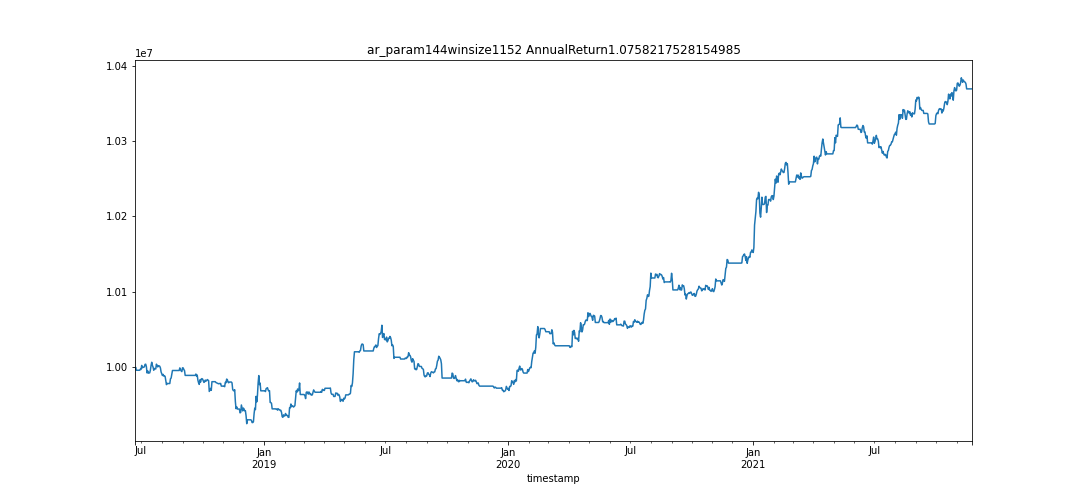 ar_param144winsize1152 AnnualReturn1.0758217528154985
1e7
1.04
1.03
1.02
1.01
1.00
Jul Jan Jul Jan Jul Jan Jul
2019 2020 2021
timestamp